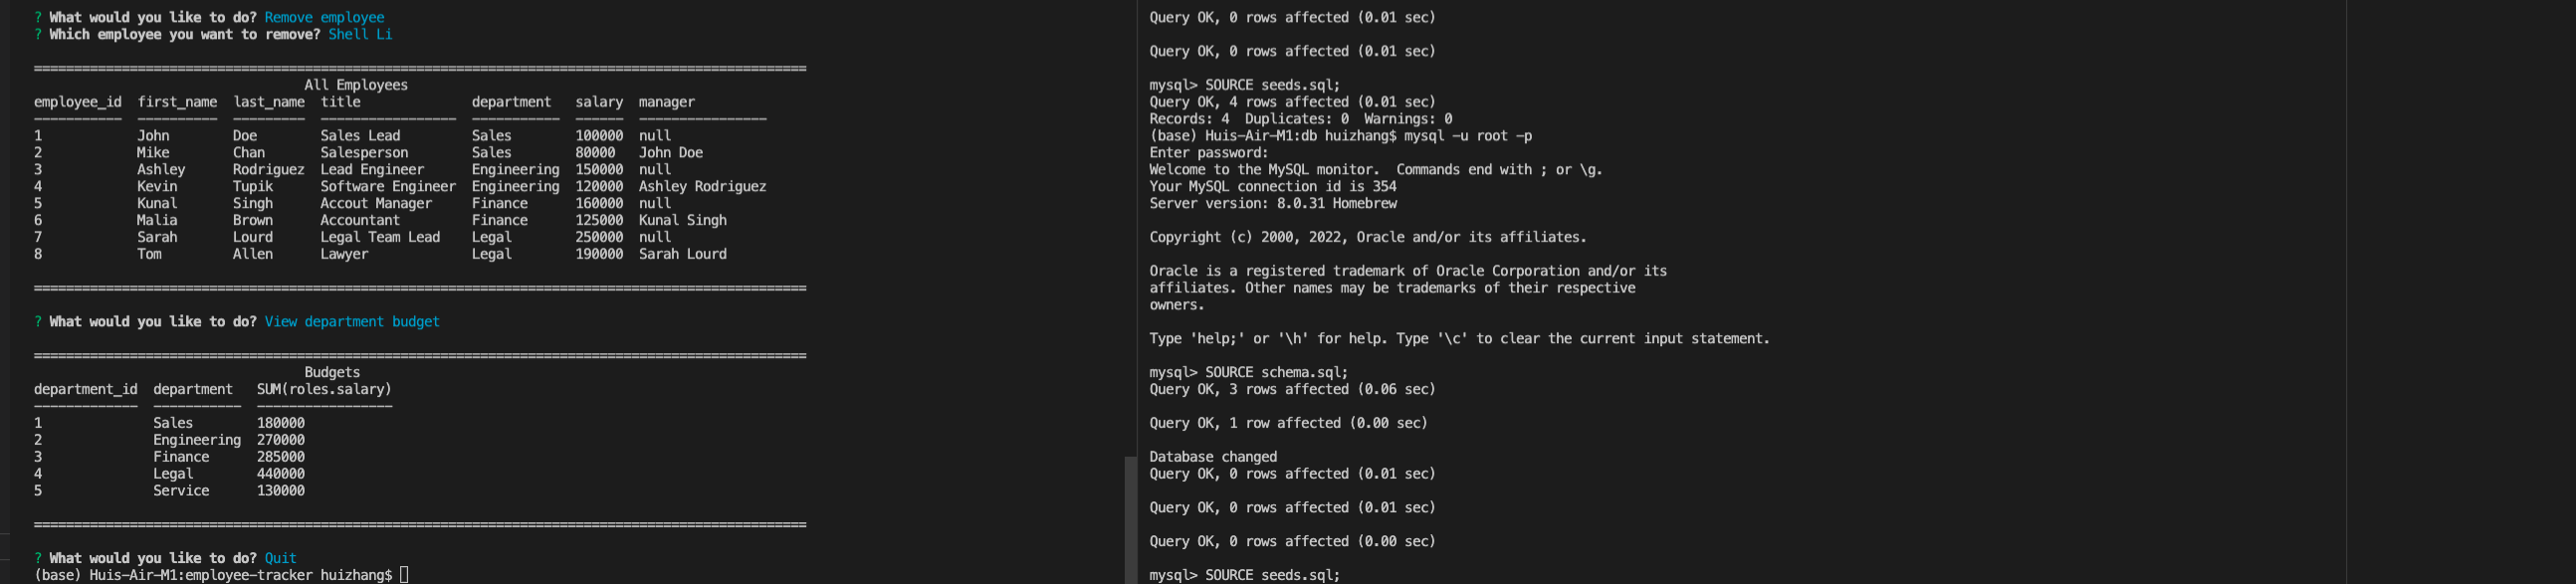 ? What would you like to do? Remove employee
? Which employee you want to remove? Shell Li
=================================================================================================
All Employees
employee_id  first_name  last_name  title              department   salary  manager
-----------  ----------  ---------  -----------------  -----------  ------  ----------------
1            John        Doe        Sales Lead         Sales        100000  null
2            Mike        Chan       Salesperson        Sales        80000   John Doe
3            Ashley      Rodriguez  Lead Engineer      Engineering  150000  null
4            Kevin       Tupik      Software Engineer  Engineering  120000  Ashley Rodriguez
5            Kunal       Singh      Accout Manager     Finance      160000  null
6            Malia       Brown      Accountant         Finance      125000  Kunal Singh
7            Sarah       Lourd      Legal Team Lead    Legal        250000  null
8            Tom         Allen      Lawyer             Legal        190000  Sarah Lourd
=================================================================================================
? What would you like to do? View department budget
=================================================================================================
Budgets
department_id  department   SUM(roles.salary)
-------------  -----------  -----------------
1              Sales        180000
2              Engineering  270000
3              Finance      285000
4              Legal        440000
5              Service      130000
=================================================================================================
? What would you like to do? Quit
(base) Huis-Air-M1:employee-tracker huizhang$
Query OK, 0 rows affected (0.01 sec)
Query OK, 0 rows affected (0.01 sec)
mysql> SOURCE seeds.sql;
Query OK, 4 rows affected (0.01 sec)
Records: 4  Duplicates: 0  Warnings: 0
(base) Huis-Air-M1:db huizhang$ mysql -u root -p
Enter password:
Welcome to the MySQL monitor.  Commands end with ; or \g.
Your MySQL connection id is 354
Server version: 8.0.31 Homebrew
Copyright (c) 2000, 2022, Oracle and/or its affiliates.
Oracle is a registered trademark of Oracle Corporation and/or its
affiliates. Other names may be trademarks of their respective
owners.
Type 'help;' or '\h' for help. Type '\c' to clear the current input statement.
mysql> SOURCE schema.sql;
Query OK, 3 rows affected (0.06 sec)
Query OK, 1 row affected (0.00 sec)
Database changed
Query OK, 0 rows affected (0.01 sec)
Query OK, 0 rows affected (0.01 sec)
Query OK, 0 rows affected (0.00 sec)
mysql> SOURCE seeds.sql;